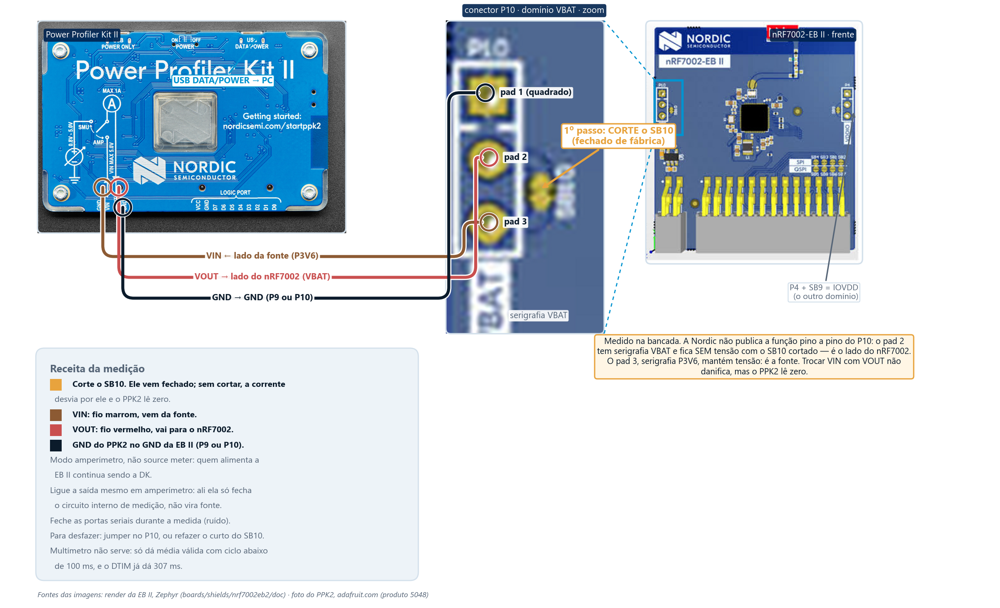 conector P10 · domínio VBAT · zoom
Power Profiler Kit II
POWER ONLY
ON
OFF
POWER
DATA/POWER
Power Profiler Kit II
USB DATA/POWER → PC
MAX 1A
A
SMU
AMP
0.8V - 5.0V
VIN MAX 5.0V
Getting started:
nordicsemi.com/startppk2
NORDIC
SEMICONDUCTOR
LOGIC PORT
VCC
GND
D7
D6
D5
D4
D3
D2
D1
D0
GND
VIN
P10
pad 1 (quadrado)
pad 2
pad 3
SB10
VBAT
serigrafia VBAT
1º passo: CORTE o SB10
(fechado de fábrica)
nRF7002-EB II · frente
NORDIC
SEMICONDUCTOR
nRF7002-EB II
P10
SB10
P4
SB9
L1
SPI
QSPI
P4 + SB9 = IOVDD
(o outro domínio)
VIN ← lado da fonte (P3V6)
VOUT → lado do nRF7002 (VBAT)
GND → GND (P9 ou P10)
Medido na bancada. A Nordic não publica a função pino a pino do P10: o pad 2
tem serigrafia VBAT e fica SEM tensão com o SB10 cortado — é o lado do nRF7002.
O pad 3, serigrafia P3V6, mantém tensão: é a fonte. Trocar VIN com VOUT não
danifica, mas o PPK2 lê zero.
Receita da medição
Corte o SB10. Ele vem fechado; sem cortar, a corrente
desvia por ele e o PPK2 lê zero.
VIN: fio marrom, vem da fonte.
VOUT: fio vermelho, vai para o nRF7002.
GND do PPK2 no GND da EB II (P9 ou P10).
Modo amperímetro, não source meter: quem alimenta a
EB II continua sendo a DK.
Ligue a saída mesmo em amperímetro: ali ela só fecha
o circuito interno de medição, não vira fonte.
Feche as portas seriais durante a medida (ruído).
Para desfazer: jumper no P10, ou refazer o curto do SB10.
Multímetro não serve: só dá média válida com ciclo abaixo
de 100 ms, e o DTIM já dá 307 ms.
Fontes das imagens: render da EB II, Zephyr (boards/shields/nrf7002eb2/doc) · foto do PPK2, adafruit.com (produto 5048)